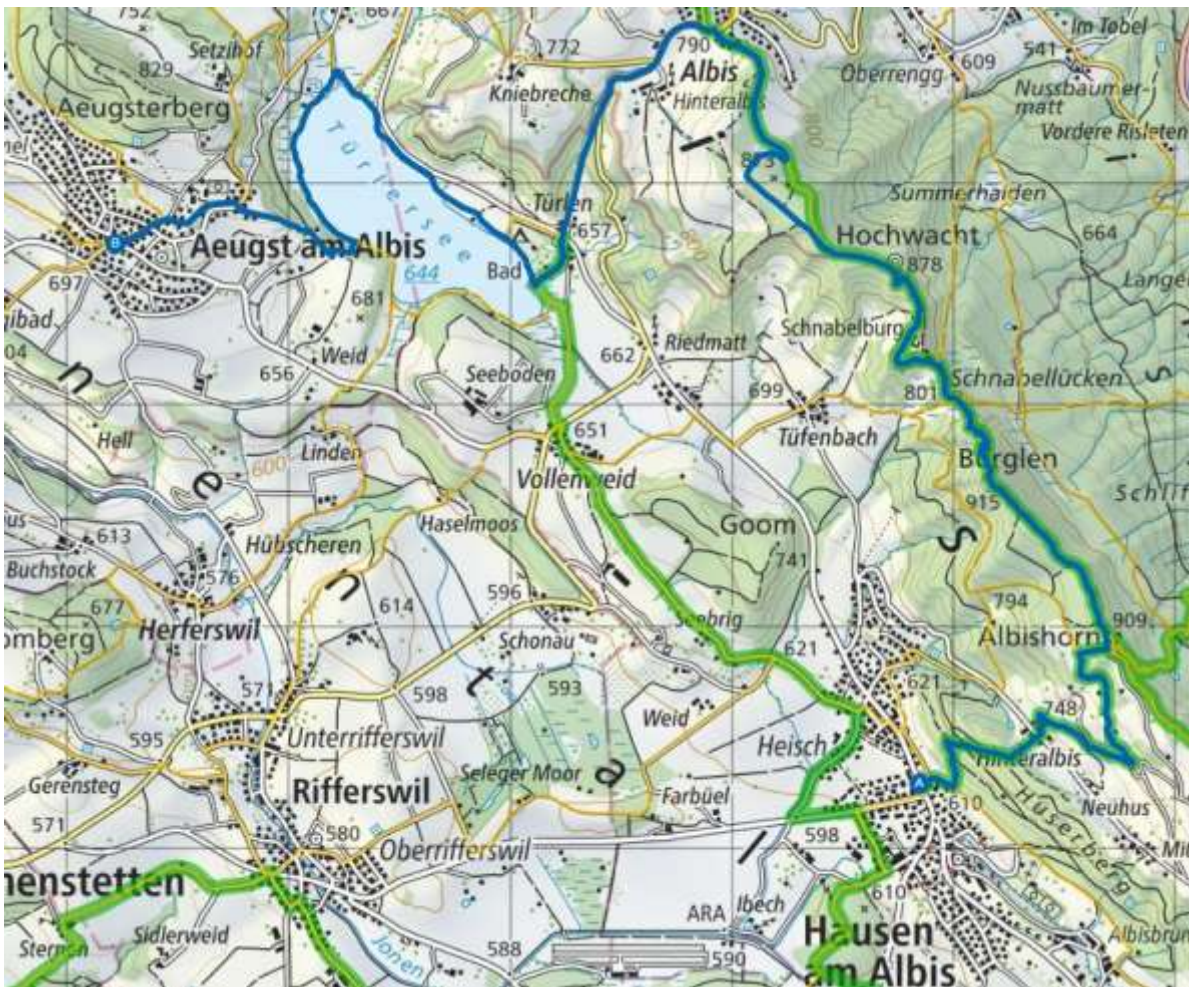 752
667
Setzihof
829
Aeugsterberg
772
Kniebreche
790
Albis
Hinteralbis
Im Tobel
541
609
Oberrengg
Nussbaumer-
matt
Vordere Risleten
800
873
Türlersee
Türlen
657
Summerhalden
Hochwacht
878
664
B
Aeugst am Albis
644
Bad
697
681
Weid
656
Seeboden
662
Riedmatt
Schnabelburg
699
801
Schnabellücken
Tüfenbach
Hell
Linden
600
651
Vollenweid
Bürglen
915
Haselmoos
Goom
741
613
Buchstock
576
Hübscheren
677
Herferswil
614
596
Schonau
Seebrig
794
909
Albishorn
621
621
571
598
593
Weid
748
595
Unterrifferswil
Heisch
Hinteralbis
Gerensteg
Rifferswil
Seleger Moor
Farbüel
A
610
Neuhus
Hüserberg
571
580
Oberrifferswil
598
610
Sidlerweid
Jonen
588
ARA
Ibech
590
Hausen
am Albis